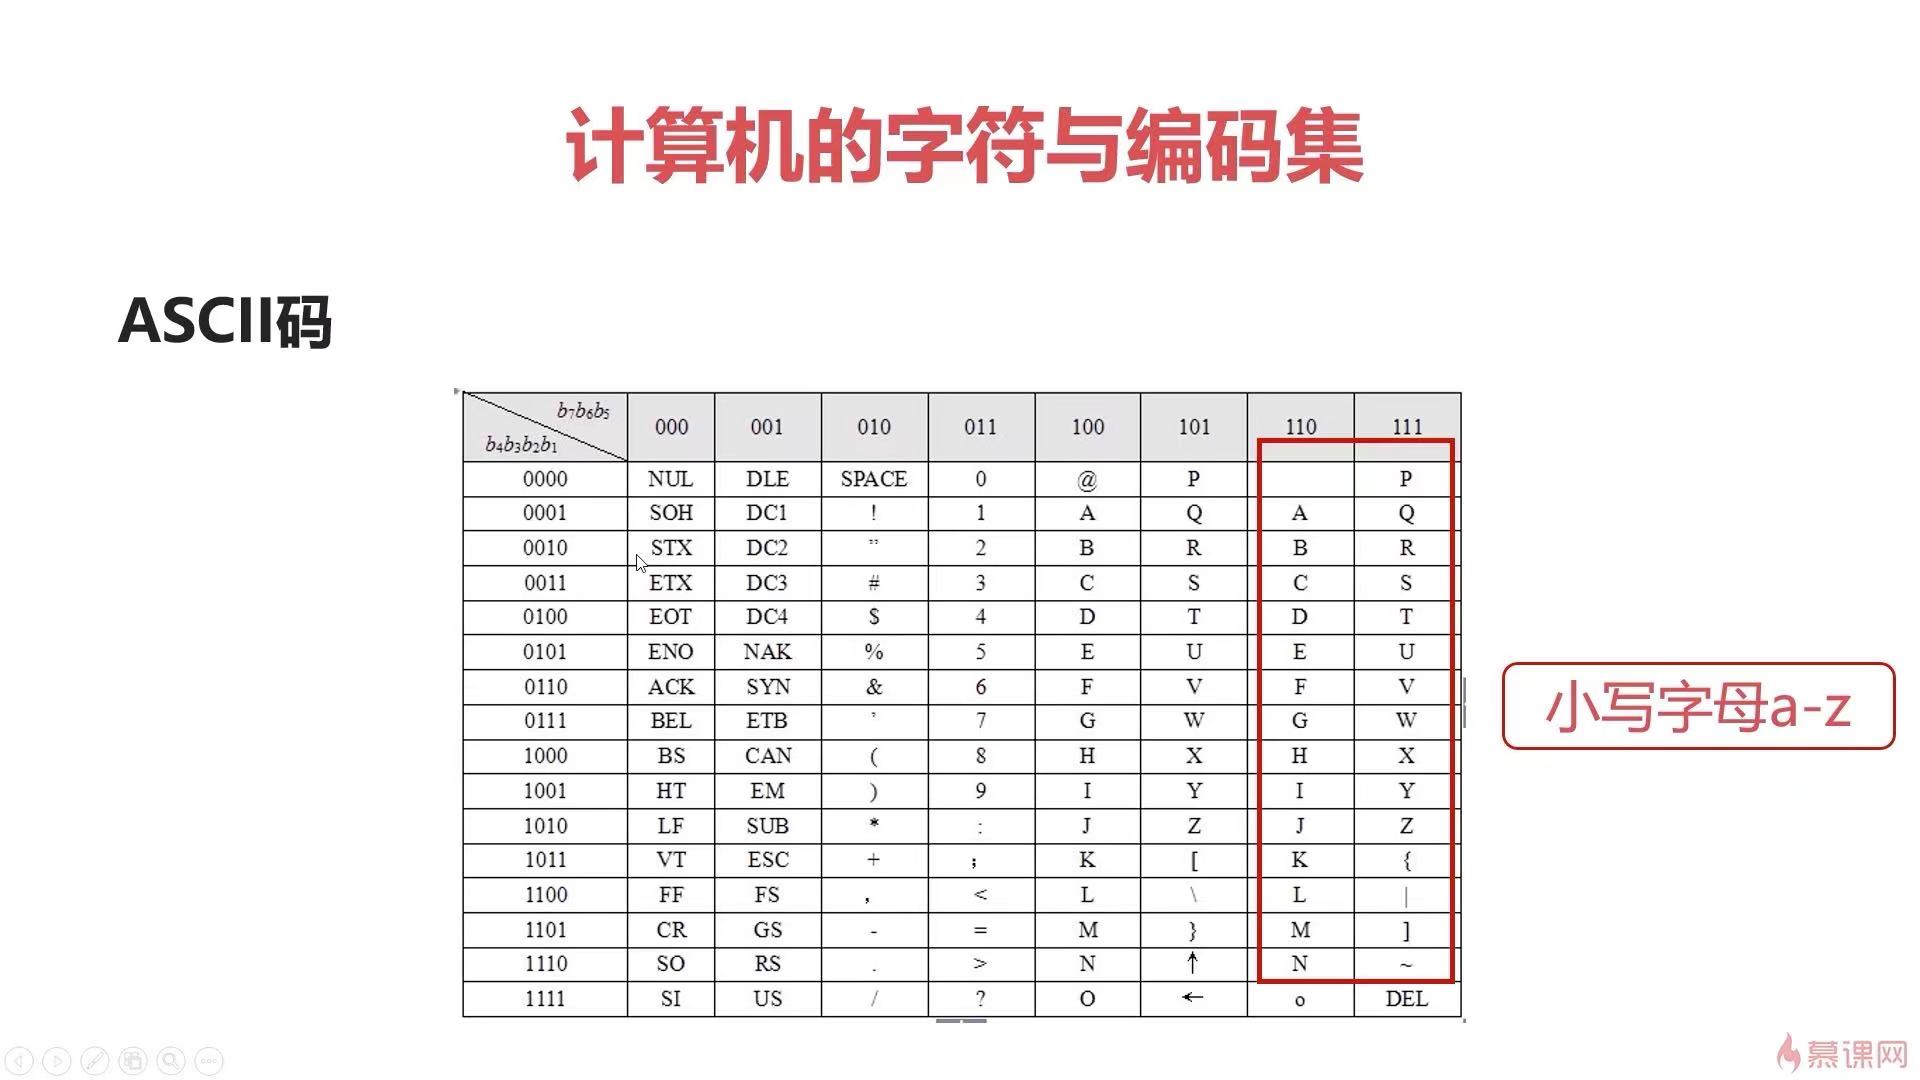 计算机的字符与编码集
ASCII码
b7b6b5
b4b3b2b1 000 001 010 011 100 101 110 111
0000 NUL DLE SPACE 0 @ P P
0001 SOH DC1 ! 1 A Q A Q
0010 STX DC2 ” 2 B R B R
0011 ETX DC3 # 3 C S C S
0100 EOT DC4 $ 4 D T D T
0101 ENO NAK % 5 E U E U
0110 ACK SYN & 6 F V F V
0111 BEL ETB ’ 7 G W G W
1000 BS CAN ( 8 H X H X
1001 HT EM ) 9 I Y I Y
1010 LF SUB * : J Z J Z
1011 VT ESC + ; K [ K {
1100 FF FS , < L \ L |
1101 CR GS - = M } M ]
1110 SO RS . > N ↑ N ~
1111 SI US / ? O ← o DEL
小写字母a-z
慕课网